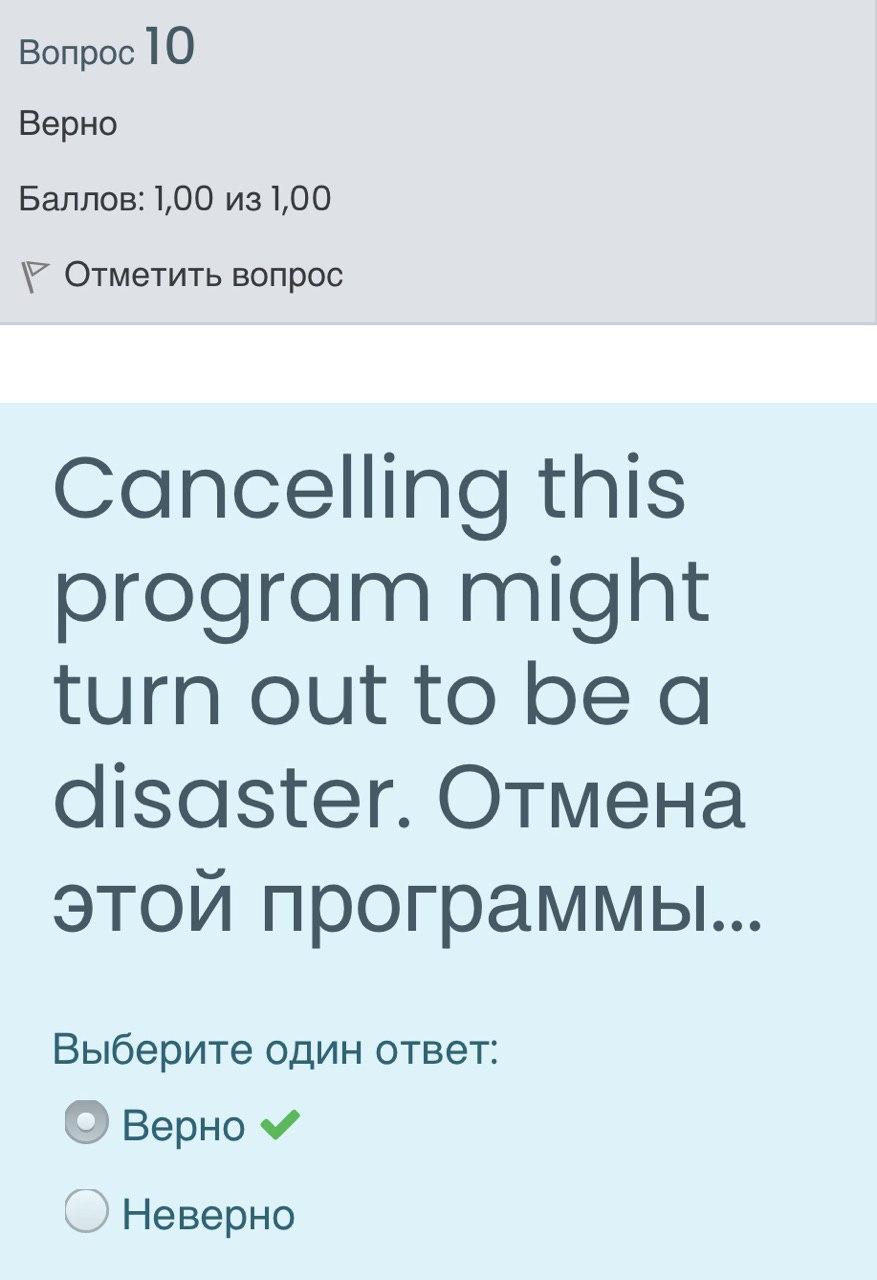 Вопрос 10
Верно
Баллов: 1,00 из 1,00
Отметить вопрос
Cancelling this
program might
turn out to be a
disaster. Отмена
этой программы...
Выберите один ответ:
Верно
Неверно